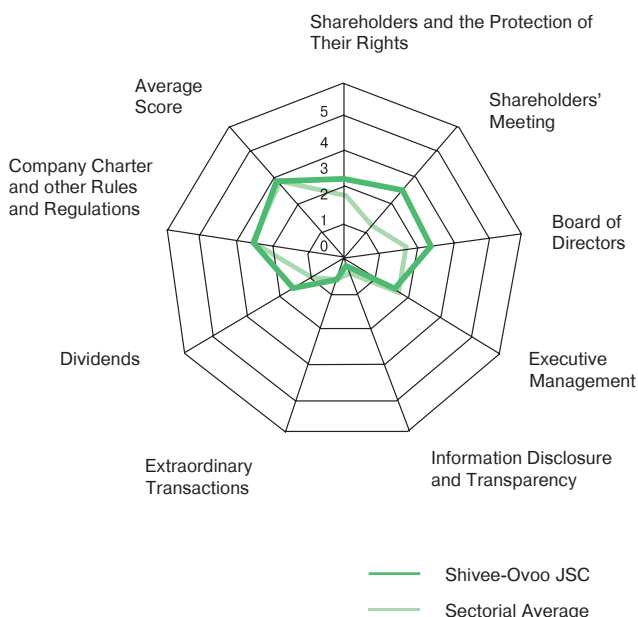 Shareholders and the Protection of
Their Rights
Average
Score
Shareholders’
Meeting
Company Charter
and other Rules
and Regulations
5
4
3
2
1
0
Board of
Directors
Dividends
Executive
Management
Extraordinary
Transactions
Information Disclosure
and Transparency
Shivee-Ovoo JSC
Sectorial Average